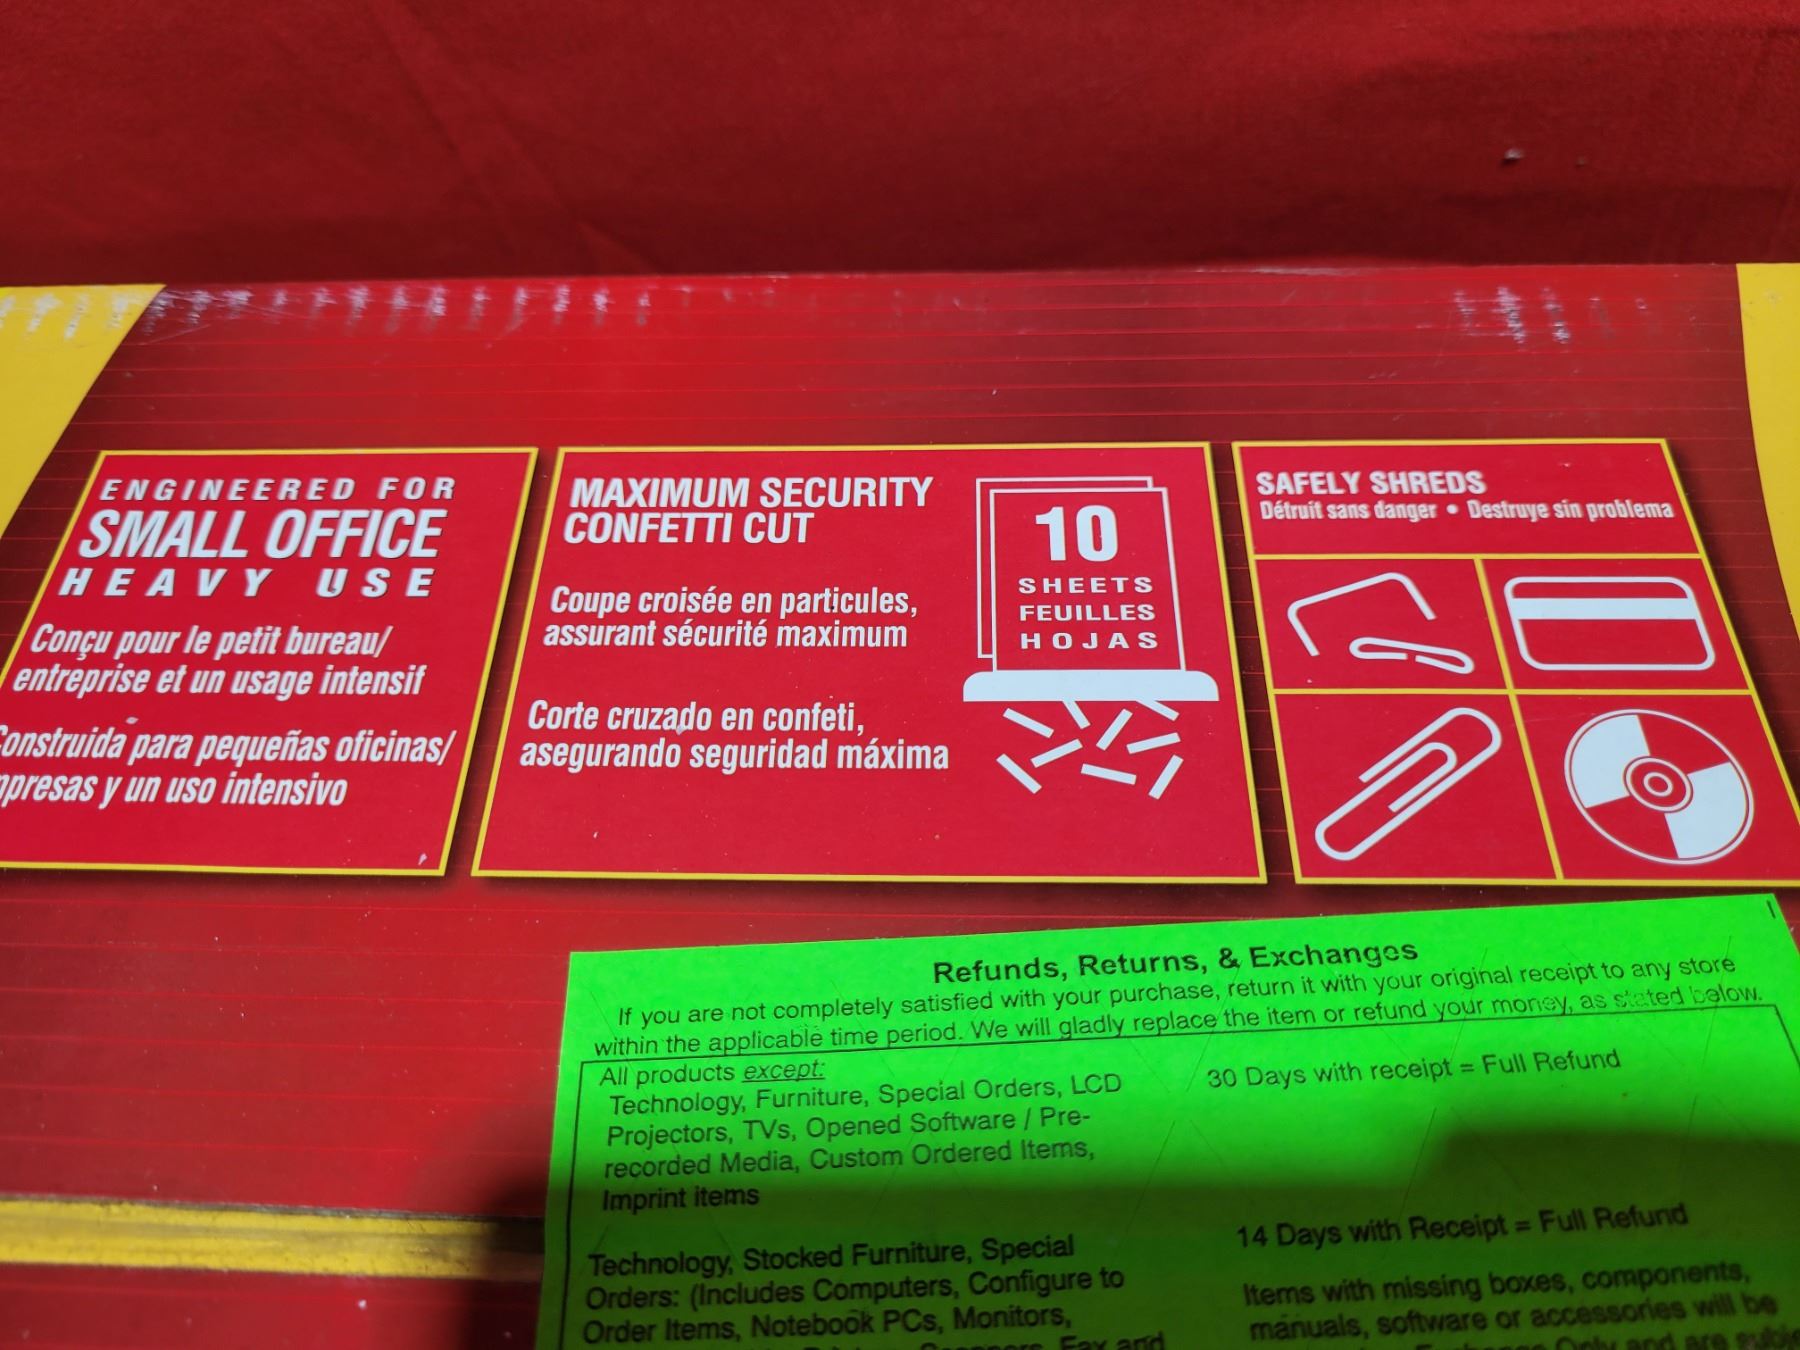 ENGINEERED FOR
SMALL OFFICE
HEAVY USE
Conçu pour le petit bureau/
entreprise et un usage intensif
Construida para pequeñas oficinas/
y un uso intensivo
MAXIMUM SECURITY
CONFETTI CUT
Coupe croisée en particules,
assurant sécurité maximum
Corte cruzado en confeti,
asegurando seguridad máxima
10
SHEETS
FEUILLES
HOJAS
SAFELY SHREDS
Détruit sans danger • Destruye sin problema
Refunds, Returns, & Exchanges
If you are not completely satisfied with your purchase, return it with your original receipt to any store
within the applicable time period. We will gladly replace the item or refund your money, as stated below.
All products except:
Technology, Furniture, Special Orders, LCD
Projectors, TVs, Opened Software / Pre-
recorded Media, Custom Ordered Items,
Imprint items
30 Days with receipt = Full Refund
Technology, Stocked Furniture, Special
Orders: (Includes Computers, Configure to
Order Items, Notebook PCs, Monitors,
Fax and
14 Days with Receipt = Full Refund
Items with missing boxes, components,
manuals, software or accessories will be
Only and are